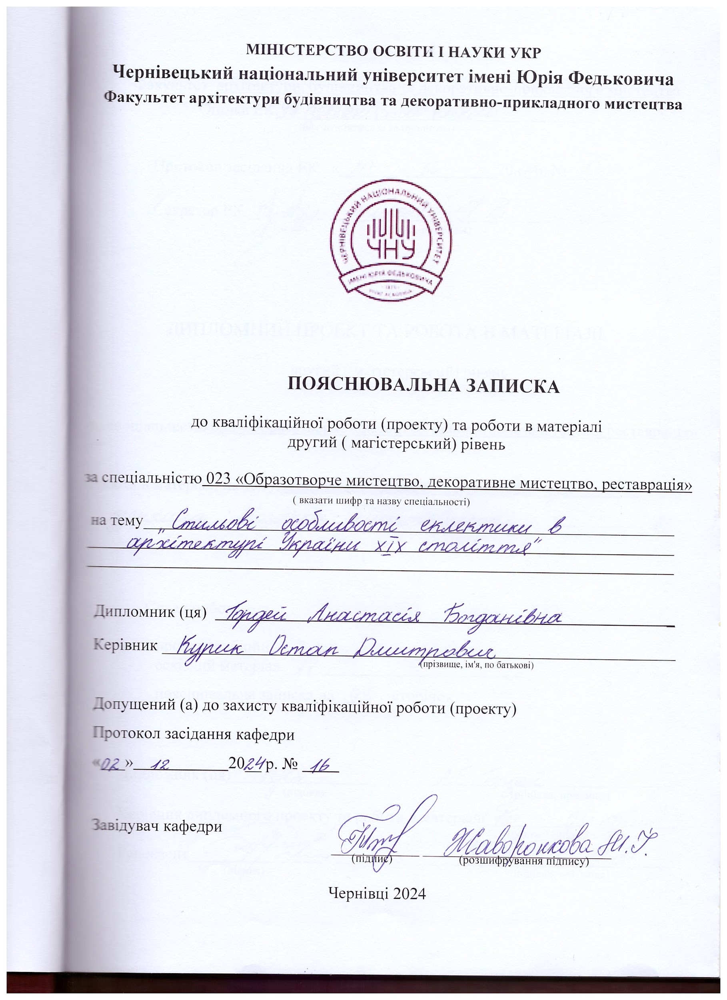 МІНІСТЕРСТВО ОСВІТИ І НАУКИ УКР
Чернівецький національний університет імені Юрія Федьковича
Факультет архітектури будівництва та декоративно-прикладного мистецтва
ЧЕРНІВЕЦЬКИЙ НАЦІОНАЛЬНИЙ УНІВЕРСИТЕТ
ЧНУ
ІМЕНІ ЮРІЯ ФЕДЬКОВИЧА
ПОЯСНЮВАЛЬНА ЗАПИСКА
до кваліфікаційної роботи (проекту) та роботи в матеріалі
другий ( магістерський) рівень
за спеціальністю 023 «Образотворче мистецтво, декоративне мистецтво, реставрація»
( вказати шифр та назву спеціальності)
на тему „Стильові особливості еклектики в
архітектурі України ХІХ століття"
Дипломник (ця) Гордей Анастасія Богданівна
Керівник Курик Остап Дмитрович
(прізвище, ім'я, по батькові)
Допущений (а) до захисту кваліфікаційної роботи (проекту)
Протокол засідання кафедри
«02» 12 2024 р. № 16
Завідувач кафедри Жаворонкова
(підпис) (розшифрування підпису)
Чернівці 2024